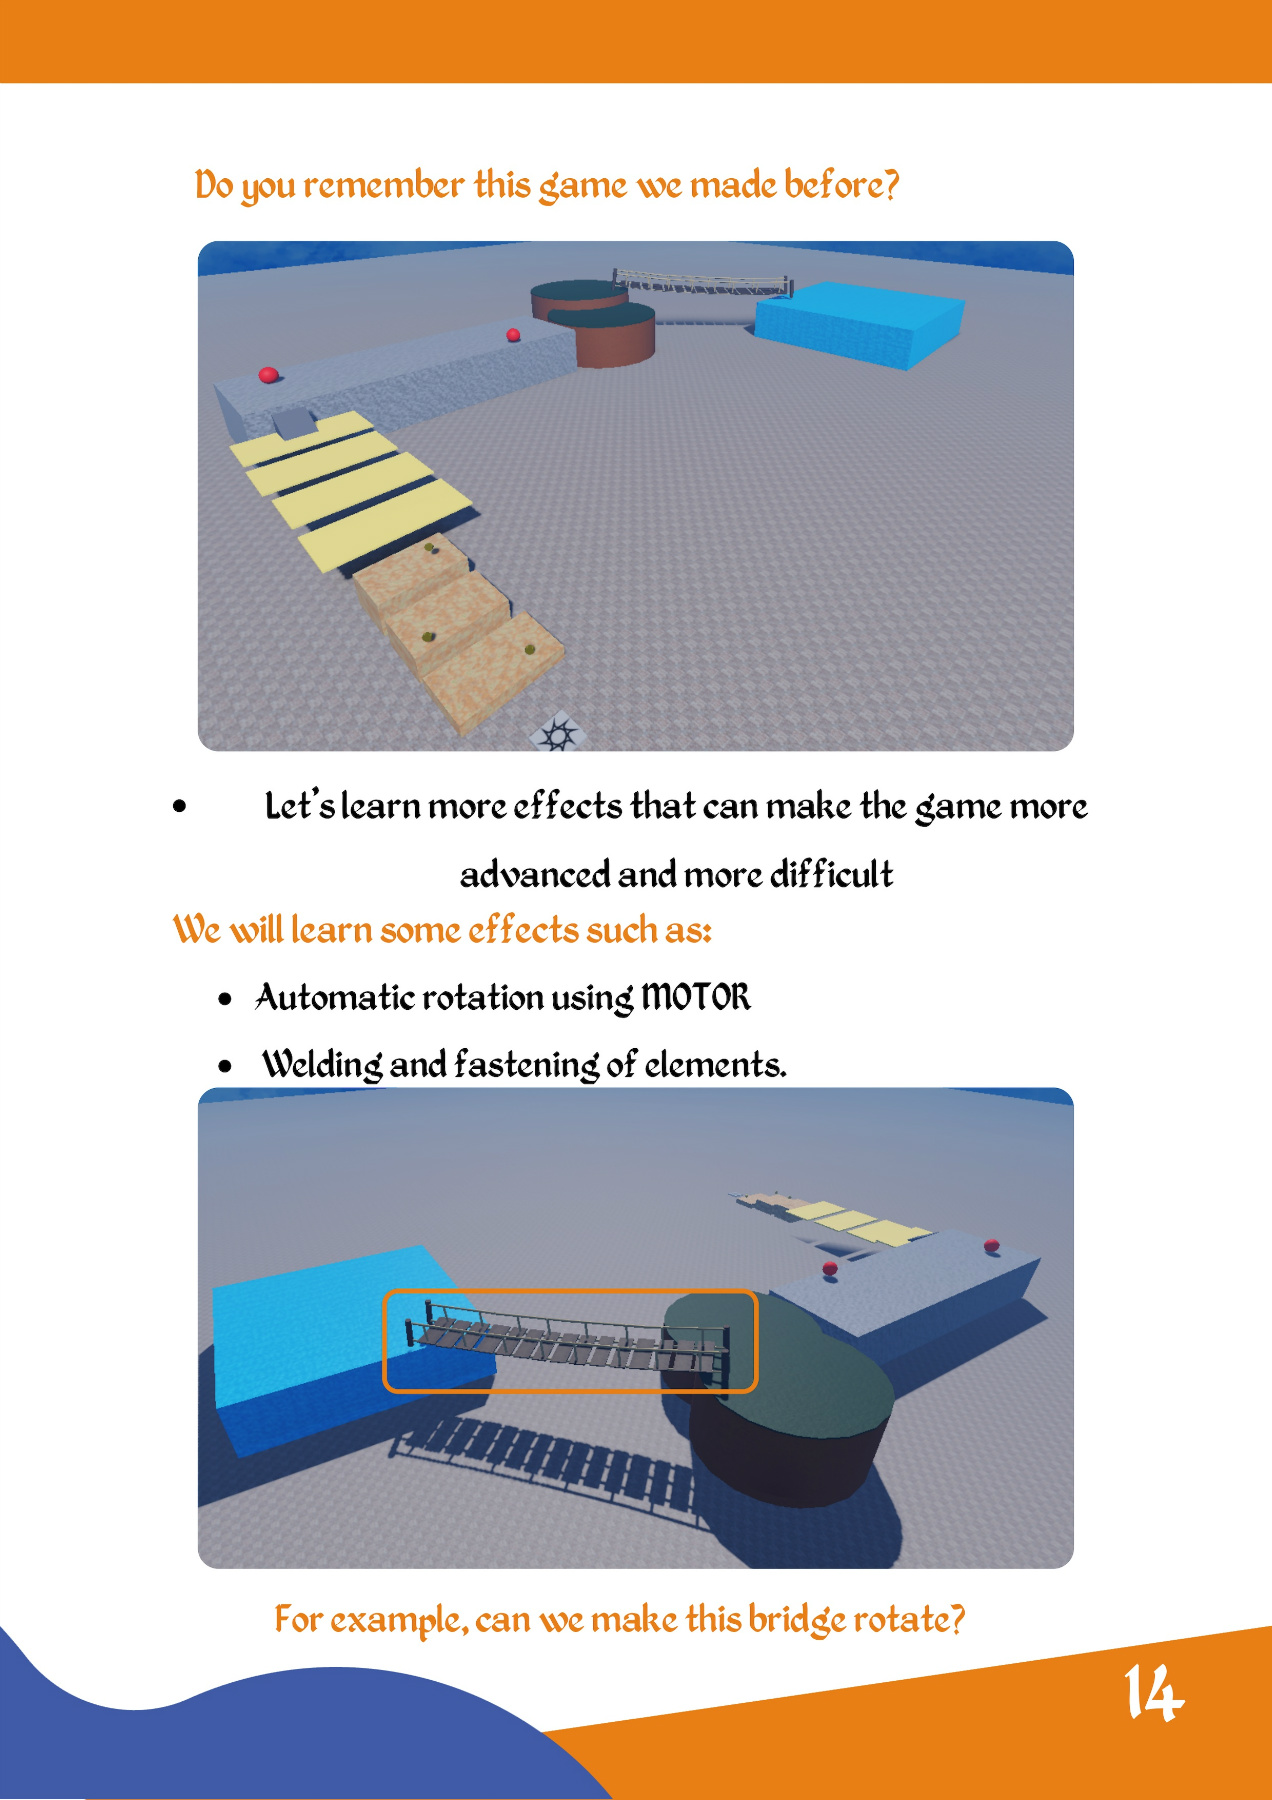 Do you remember this game we made before?
• Let's learn more effects that can make the game more
advanced and more difficult
We will learn some effects such as:
• Automatic rotation using MOTOR
• Welding and fastening of elements.
For example, can we make this bridge rotate?
14